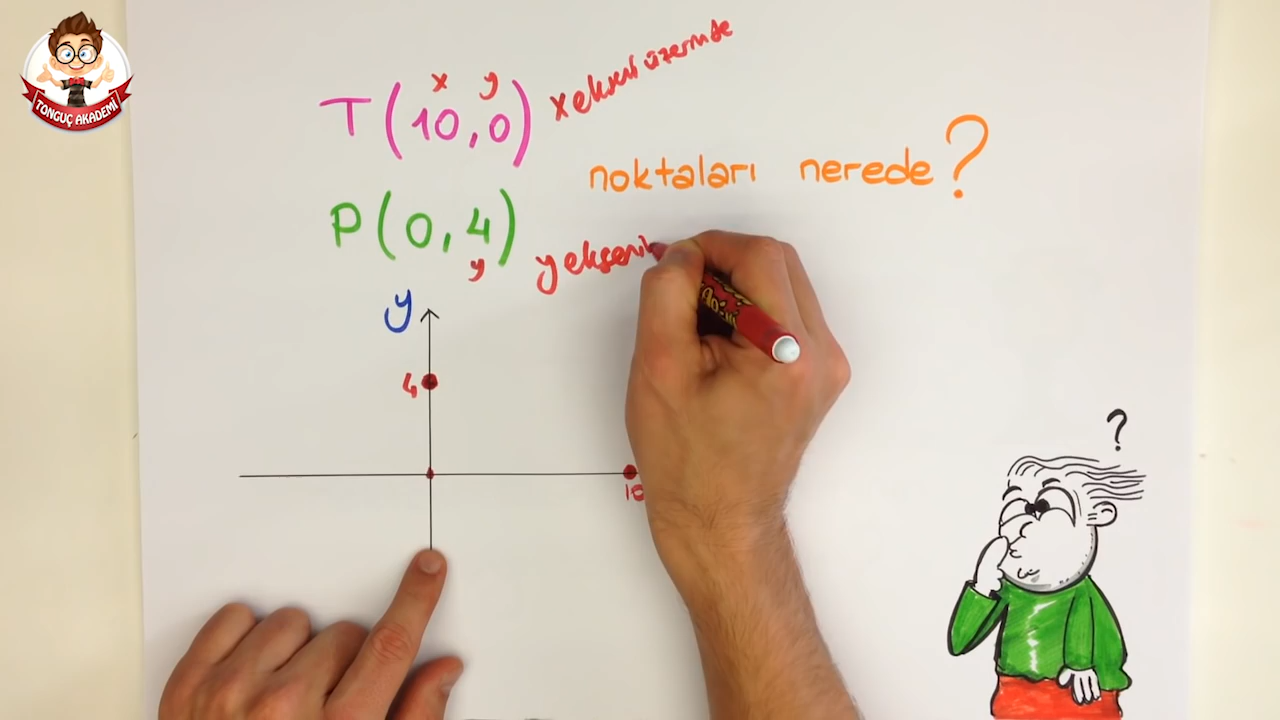 TONGUÇ AKADEMİ
x y
T(10,0) x ekseni üzerinde
noktaları nerede?
P(0,4)
y
y ekseni
y
4
10
?